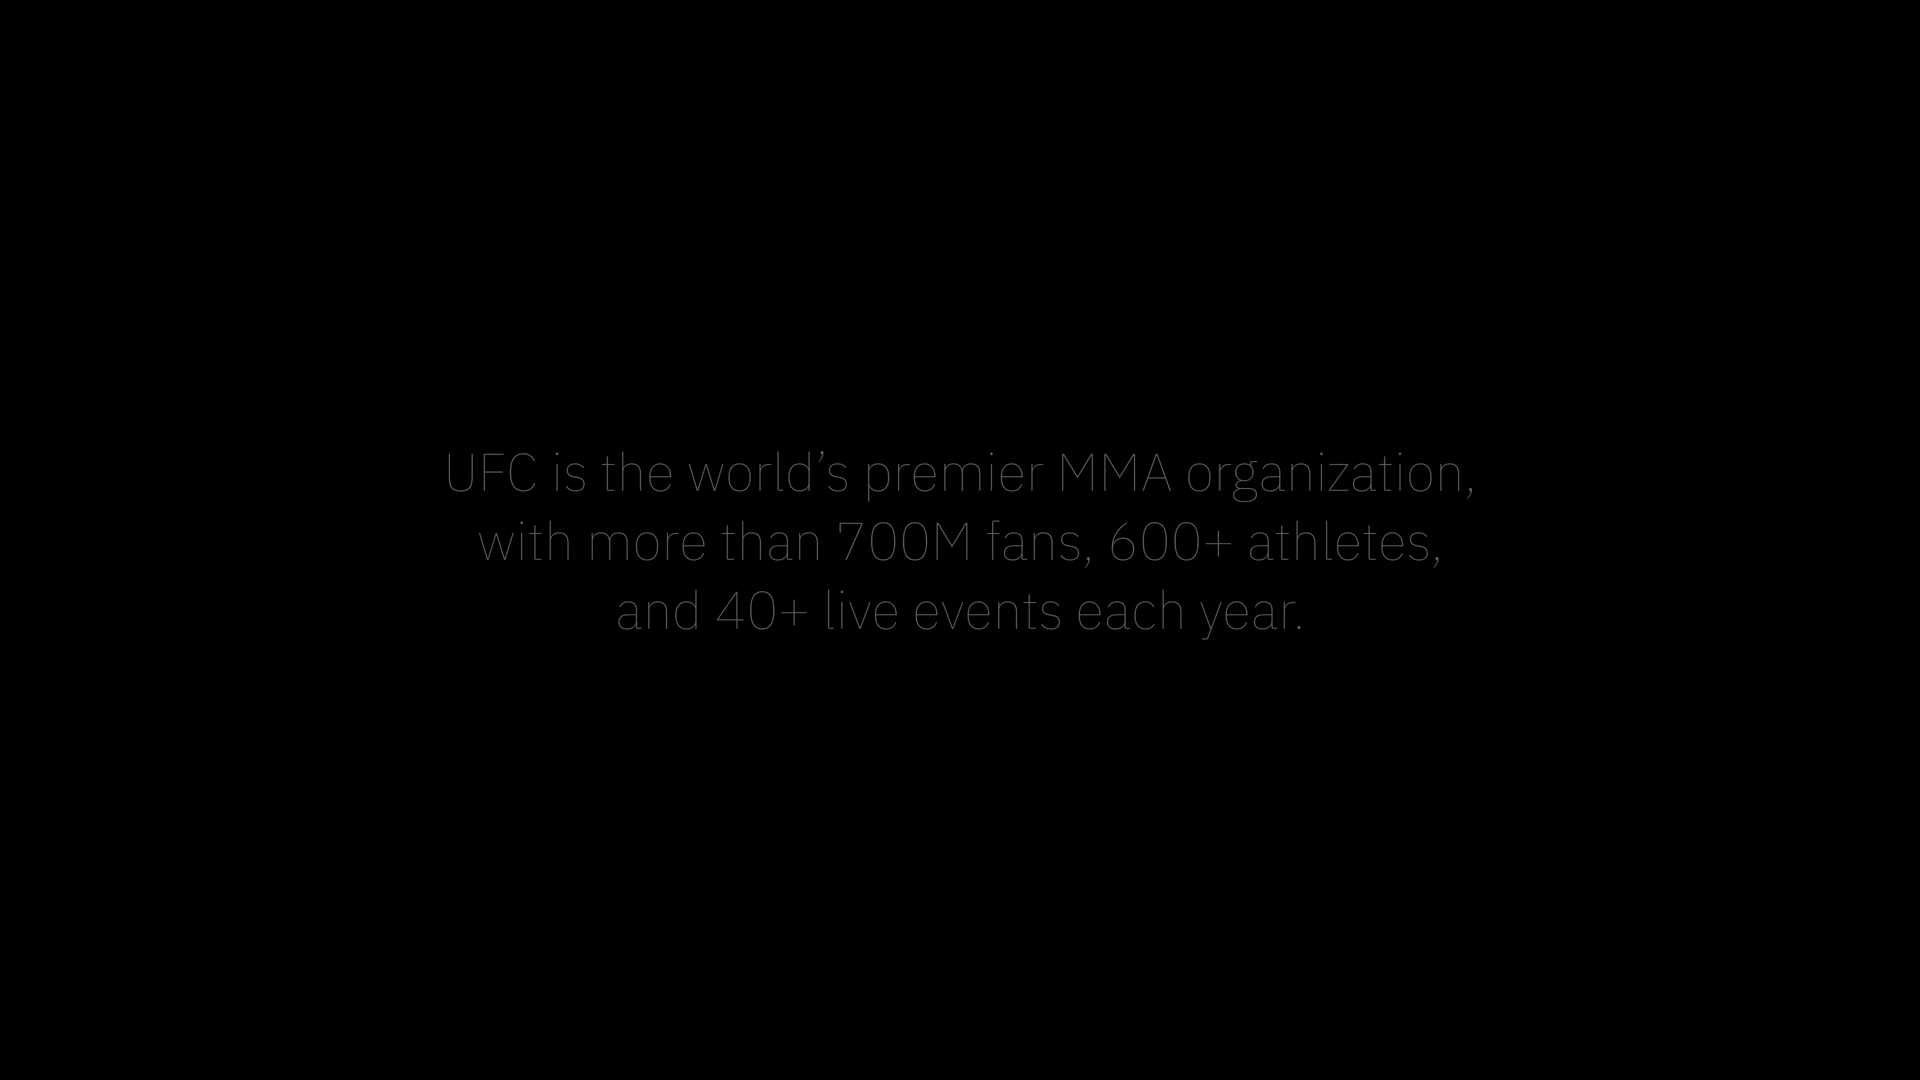 UFC is the world’s premier MMA organization,
with more than 700M fans, 600+ athletes,
and 40+ live events each year.